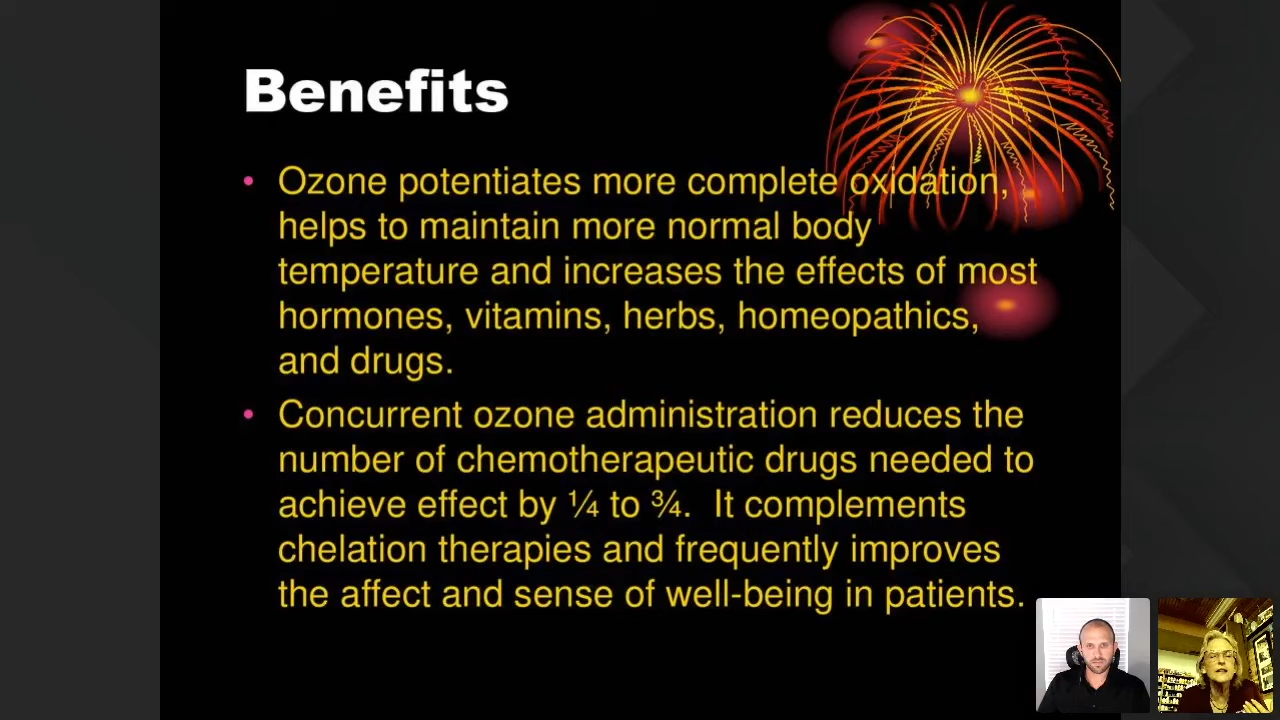 Benefits
• Ozone potentiates more complete oxidation,
helps to maintain more normal body
temperature and increases the effects of most
hormones, vitamins, herbs, homeopathics,
and drugs.
• Concurrent ozone administration reduces the
number of chemotherapeutic drugs needed to
achieve effect by ¼ to ¾. It complements
chelation therapies and frequently improves
the affect and sense of well-being in patients.